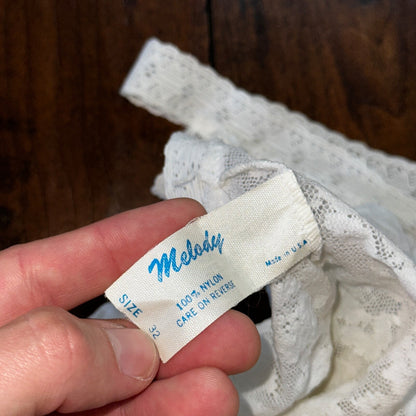 Melody
Made in U.S.A.
100% NYLON
CARE ON REVERSE
SIZE 32